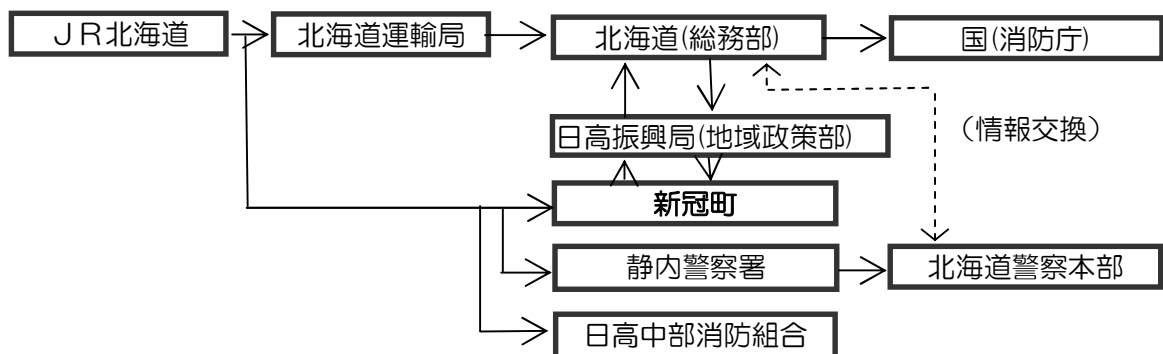 ＪＲ北海道
北海道運輸局
北海道(総務部)
国(消防庁)
日高振興局(地域政策部)
（情報交換）
新冠町
静内警察署
北海道警察本部
日高中部消防組合